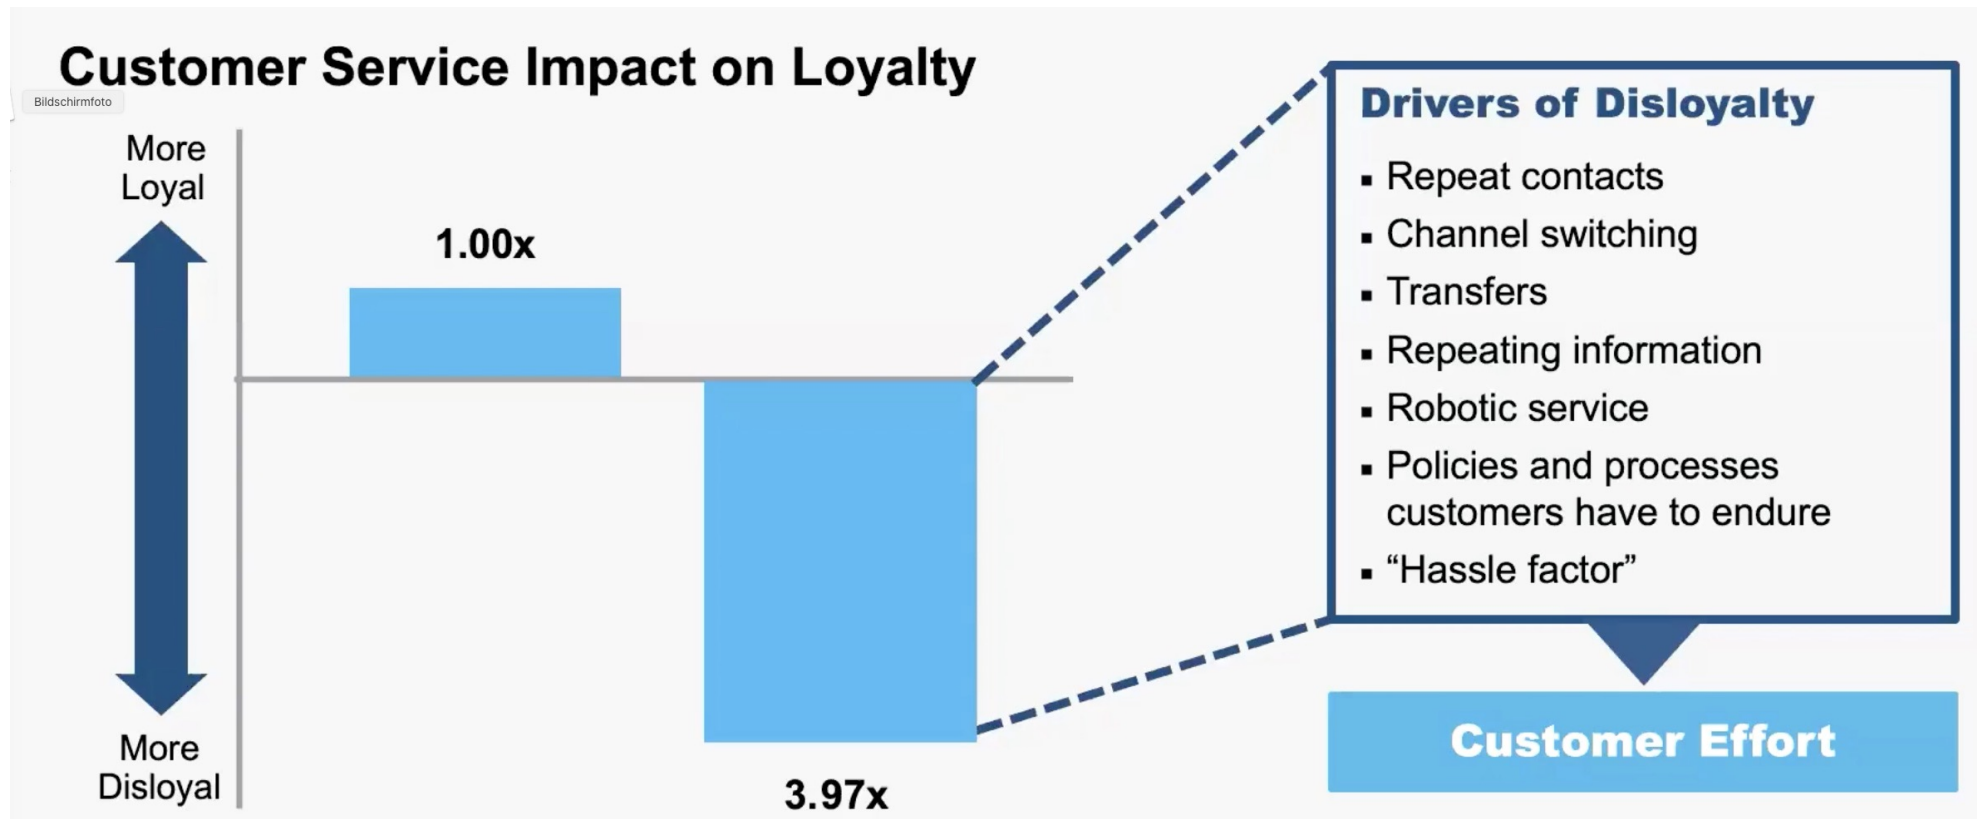 Customer Service Impact on Loyalty
Bildschirmfoto
More
Loyal
1.00x
3.97x
More
Disloyal
Drivers of Disloyalty
▪ Repeat contacts
▪ Channel switching
▪ Transfers
▪ Repeating information
▪ Robotic service
▪ Policies and processes
customers have to endure
▪ “Hassle factor”
Customer Effort